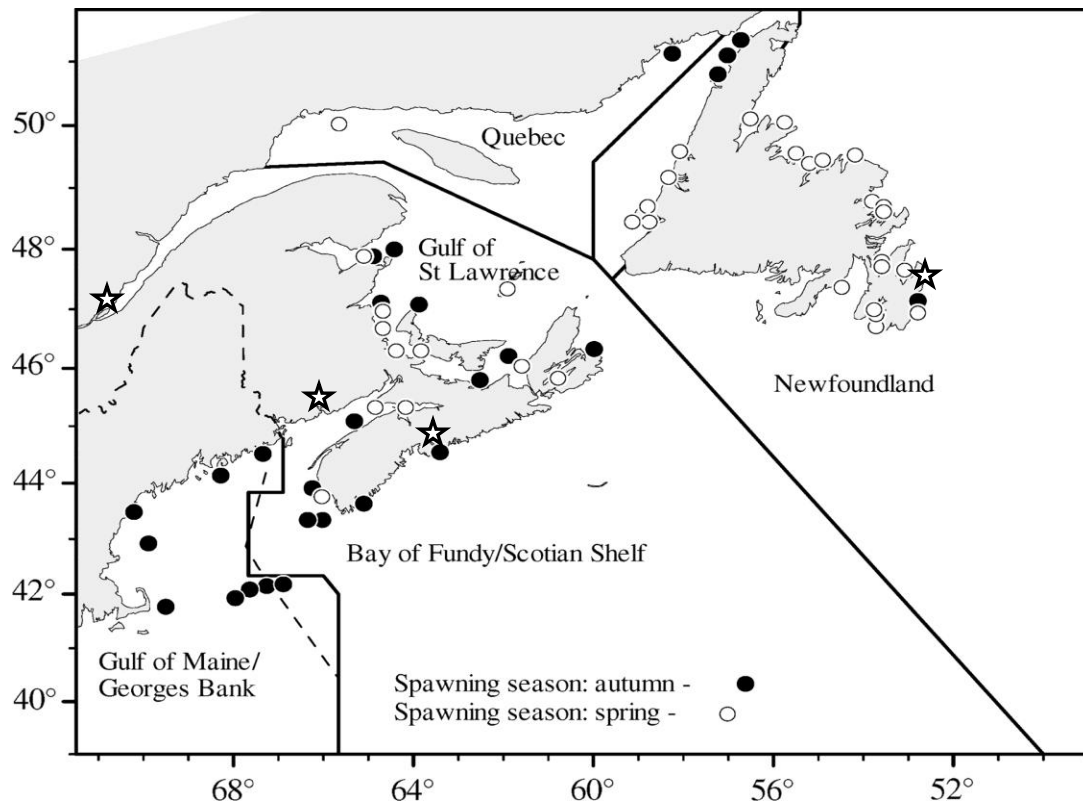 50°
48°
46°
44°
42°
40°
Quebec
Gulf of
St Lawrence
Newfoundland
Bay of Fundy/Scotian Shelf
Gulf of Maine/
Georges Bank
Spawning season: autumn -
Spawning season: spring -
68°
64°
60°
56°
52°